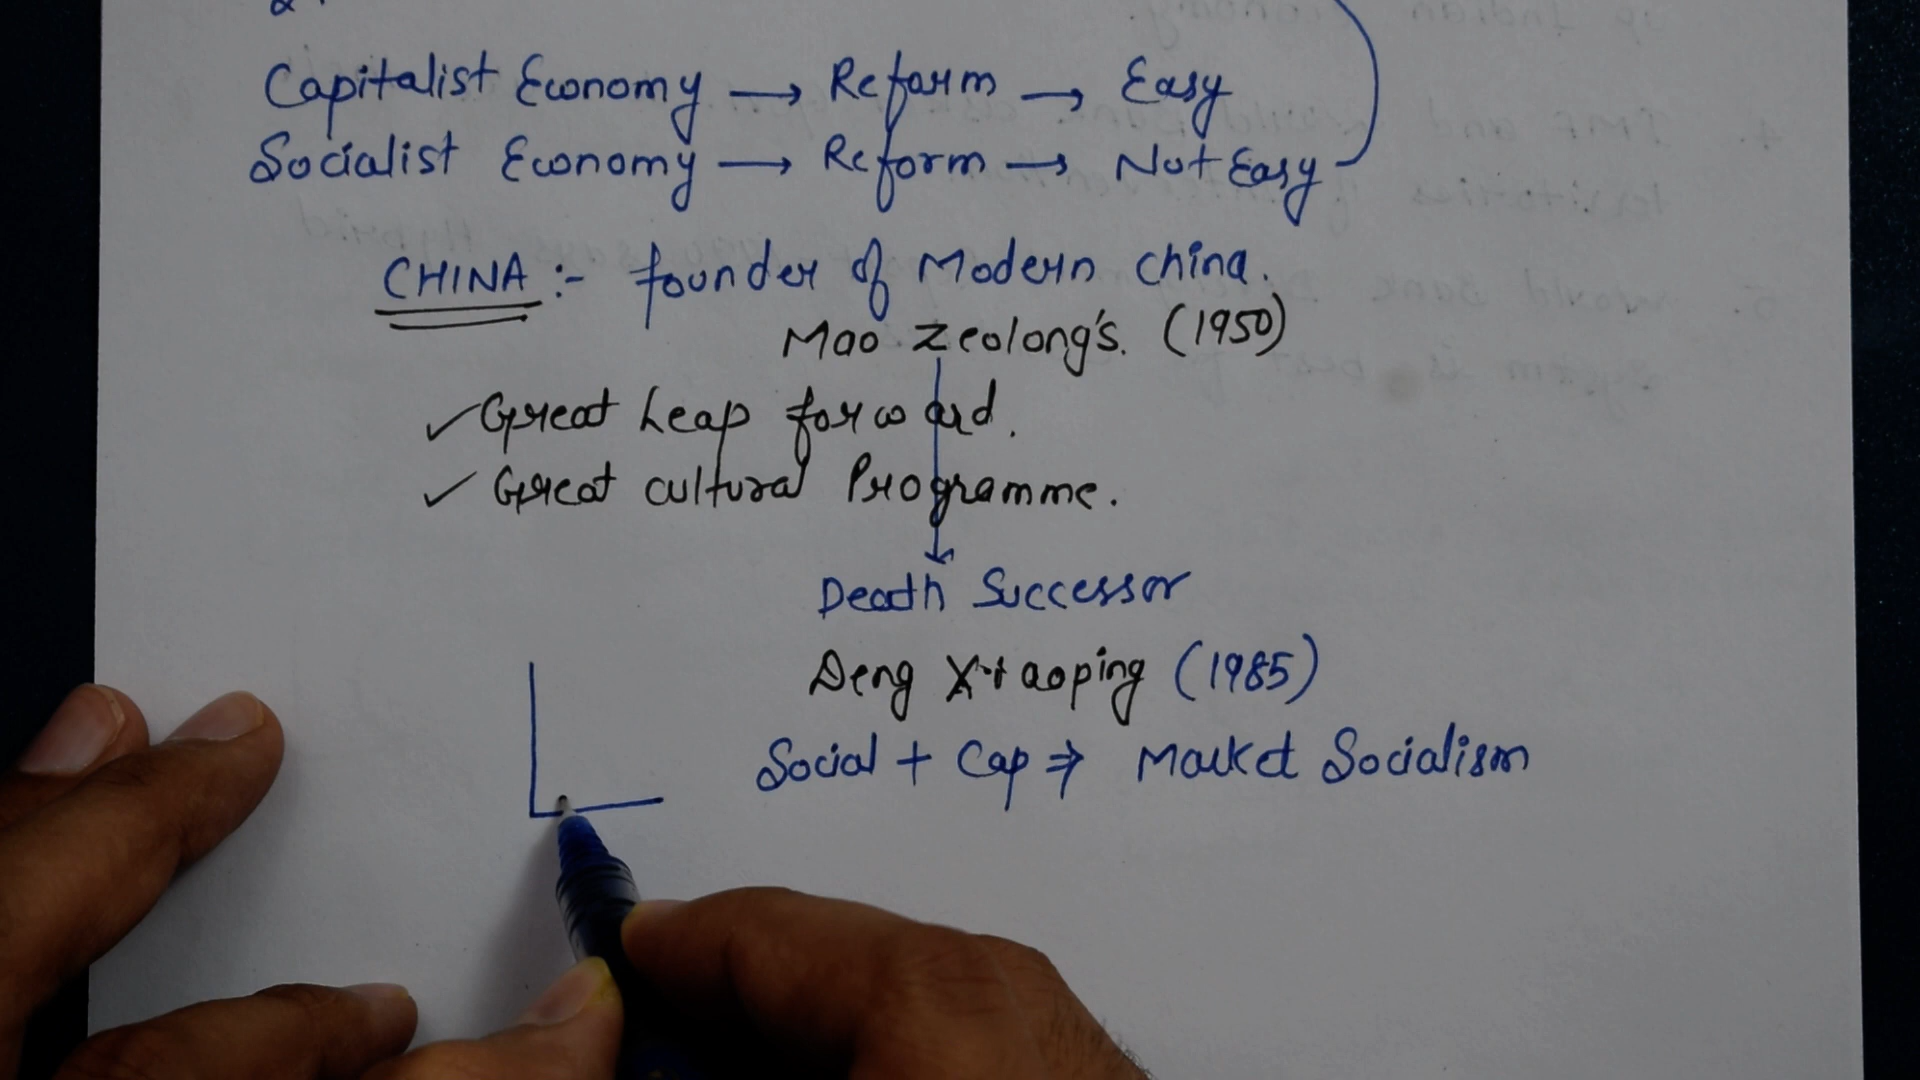 Capitalist Economy → Reform → Easy
Socialist Economy → Reform → Not Easy
CHINA :- founder of Modern China.
Mao Zeolong's. (1950)
✓ Great Leap forward.
✓ Great cultural Programme.
Death Successor
Deng Xiaoping (1985)
Social + Cap ⇒ Market Socialism